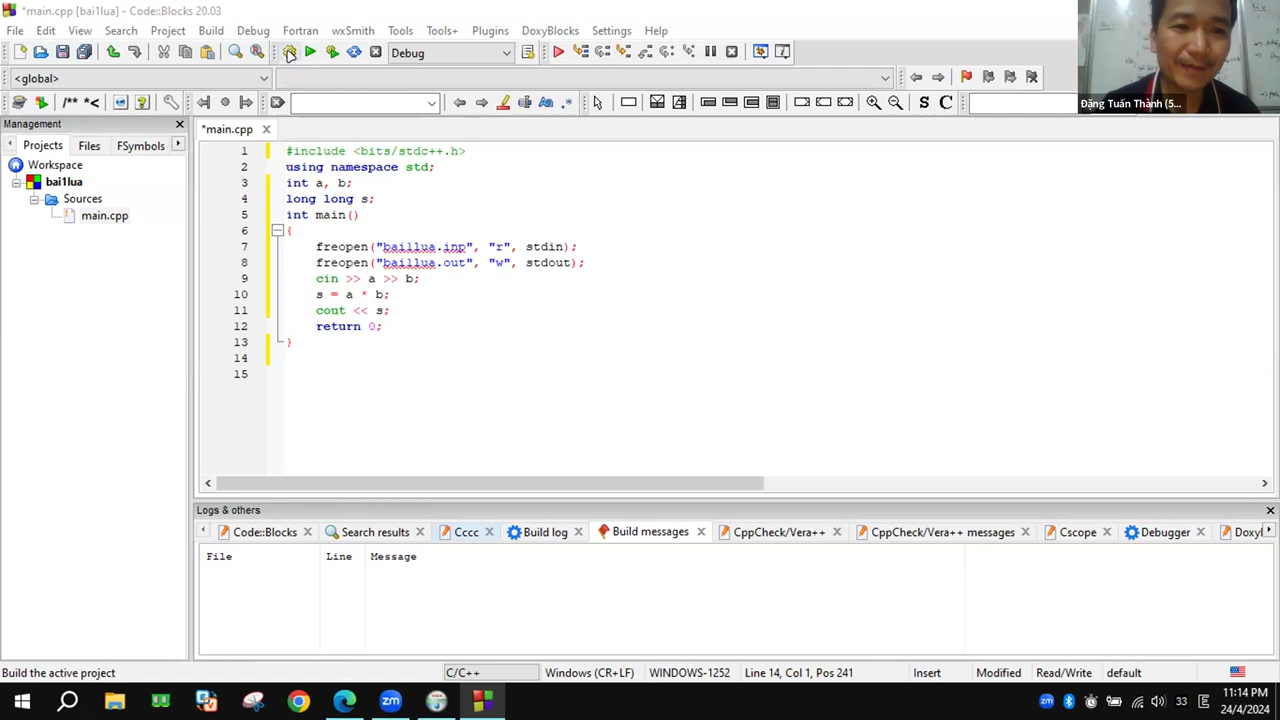 *main.cpp [bai1lua] - Code::Blocks 20.03
File Edit View Search Project Build Debug Fortran wxSmith Tools Tools+ Plugins DoxyBlocks Settings Help
Debug
<global>
/** *<
S C
Đặng Tuấn Thành (5...
Management
*main.cpp
Projects Files FSymbols
Workspace
bai1lua
Sources
main.cpp
1 #include <bits/stdc++.h>
2 using namespace std;
3 int a, b;
4 long long s;
5 int main()
6 {
7 freopen("bai1lua.inp", "r", stdin);
8 freopen("bai1lua.out", "w", stdout);
9 cin >> a >> b;
10 s = a * b;
11 cout << s;
12 return 0;
13 }
14
15
Logs & others
Code::Blocks Search results Cccc Build log Build messages CppCheck/Vera++ CppCheck/Vera++ messages Cscope Debugger Doxyl
File Line Message
Build the active project C/C++ Windows (CR+LF) WINDOWS-1252 Line 14, Col 1, Pos 241 Insert Modified Read/Write default
zm
zm 33 E
11:14 PM
24/4/2024